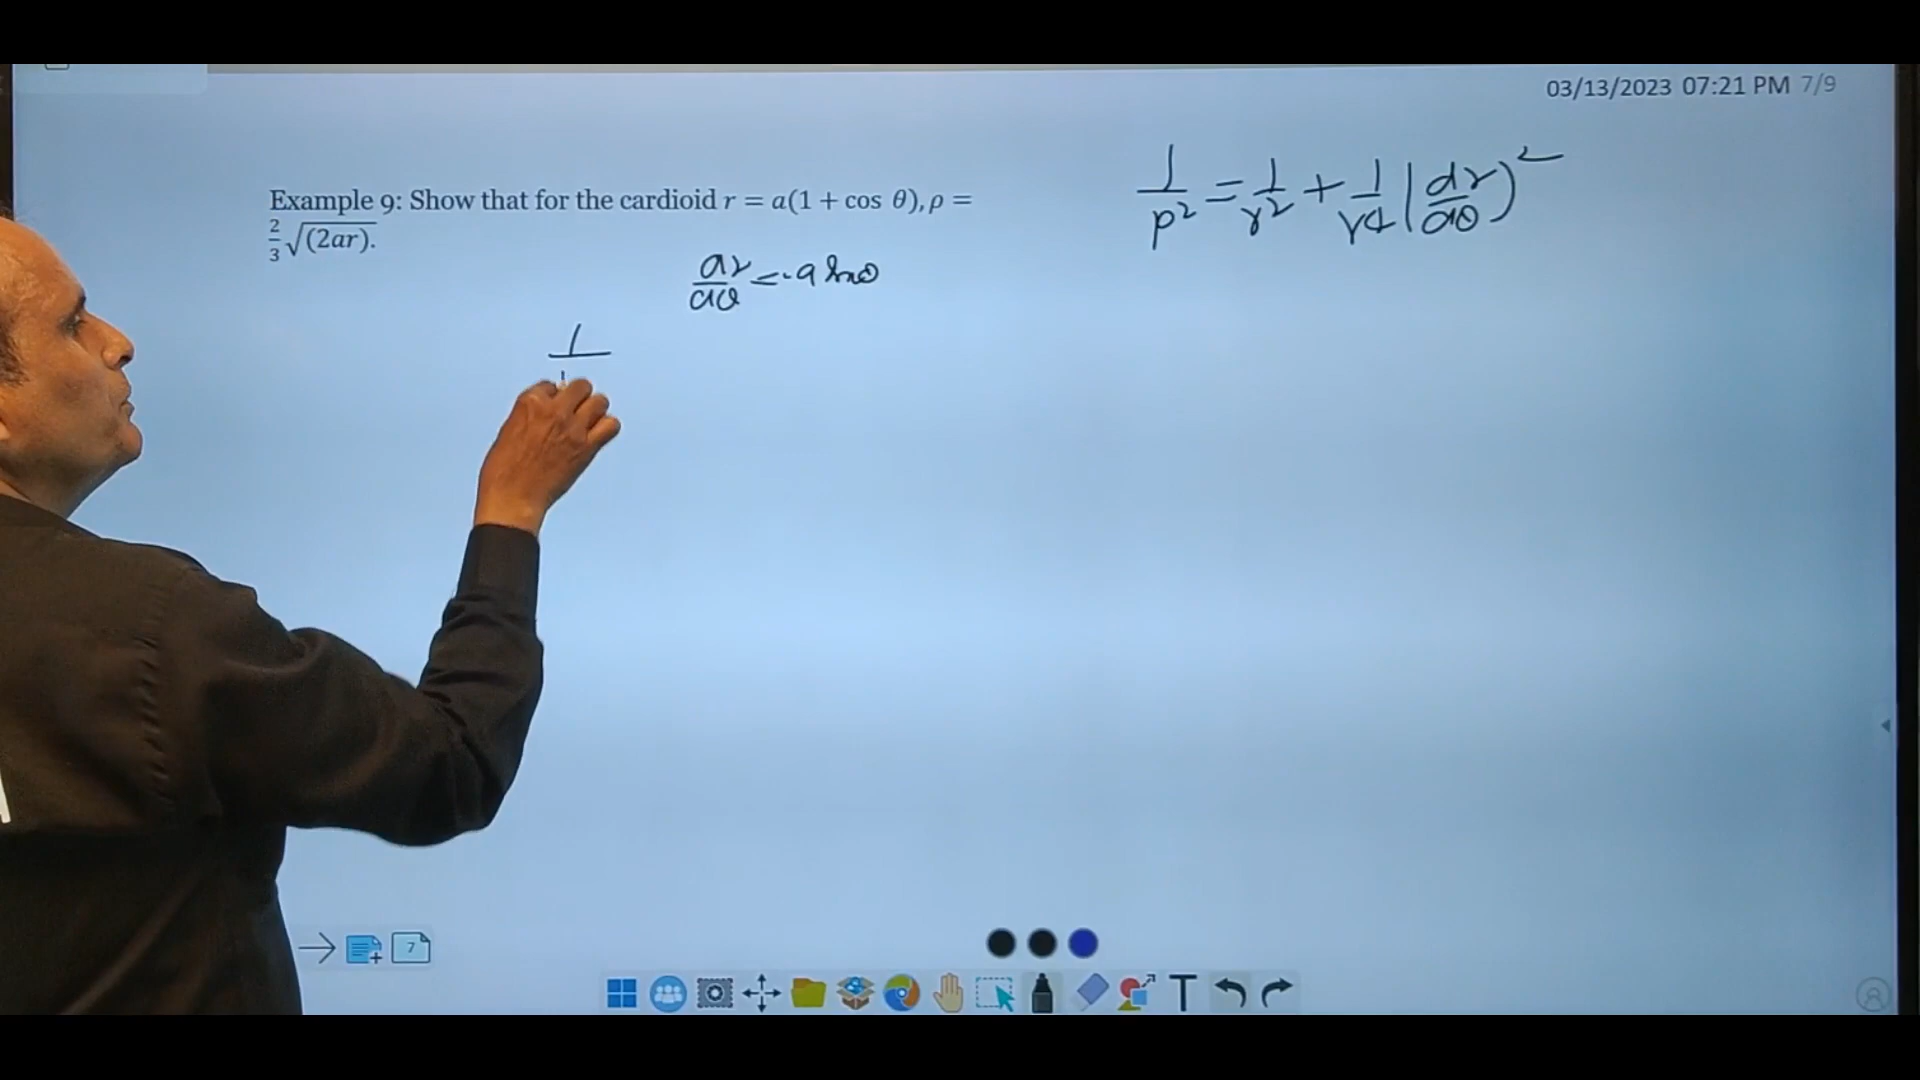 03/13/2023 07:21 PM 7/9
Example 9: Show that for the cardioid r = a(1 + cos θ), ρ =
2/3 √(2ar).
1/p² = 1/r² + 1/r4 (dr/dθ)²
dr/dθ = -a sinθ
1
7
T